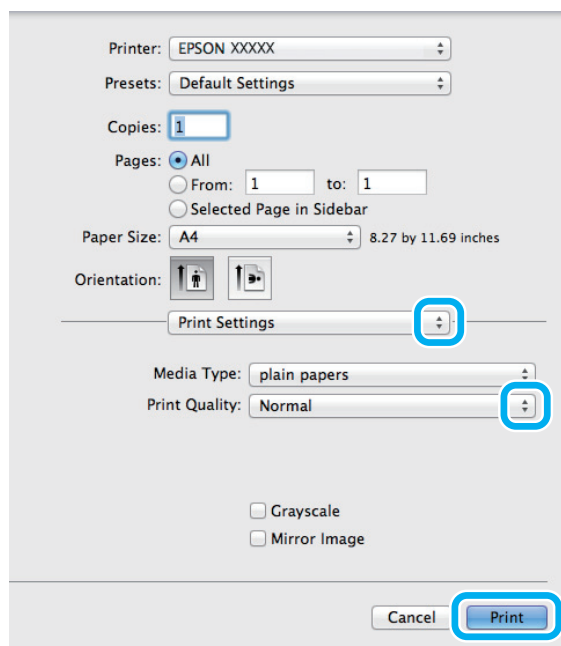 Printer: EPSON XXXXX
Presets: Default Settings
Copies: 1
Pages: All
From: 1 to: 1
Selected Page in Sidebar
Paper Size: A4 8.27 by 11.69 inches
Orientation:
Print Settings
Media Type: plain papers
Print Quality: Normal
Grayscale
Mirror Image
Cancel Print